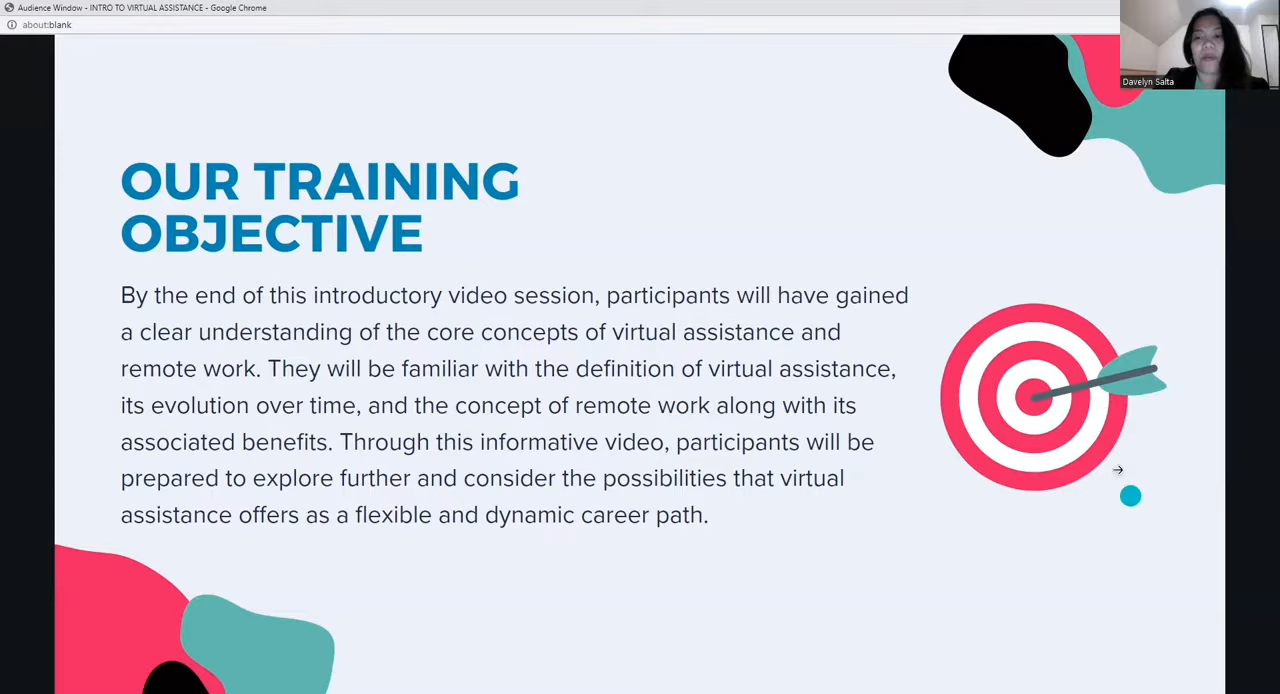 Audience Window - INTRO TO VIRTUAL ASSISTANCE - Google Chrome
about:blank
Davelyn Salta
OUR TRAINING
OBJECTIVE
By the end of this introductory video session, participants will have gained
a clear understanding of the core concepts of virtual assistance and
remote work. They will be familiar with the definition of virtual assistance,
its evolution over time, and the concept of remote work along with its
associated benefits. Through this informative video, participants will be
prepared to explore further and consider the possibilities that virtual
assistance offers as a flexible and dynamic career path.